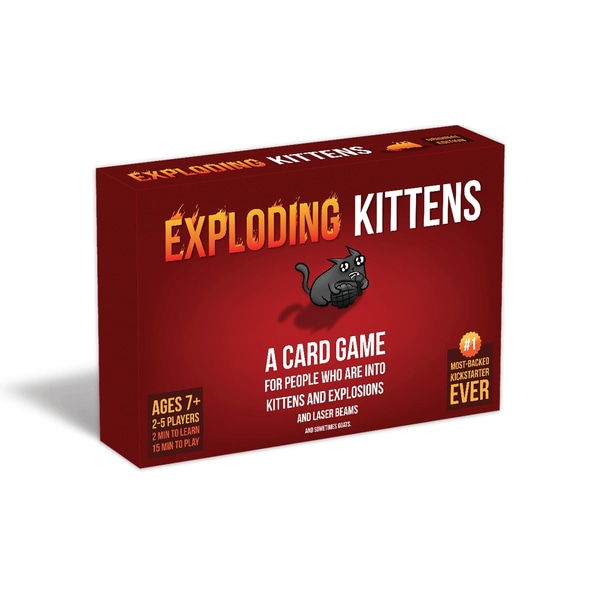 EXPLODING KITTENS
ORIGINAL
EDITION
EXPLODING KITTENS
A CARD GAME
FOR PEOPLE WHO ARE INTO
KITTENS AND EXPLOSIONS
AND LASER BEAMS
AND SOMETIMES GOATS.
AGES 7+
2-5 PLAYERS
2 MIN TO LEARN
15 MIN TO PLAY
#1
MOST-BACKED
KICKSTARTER
EVER